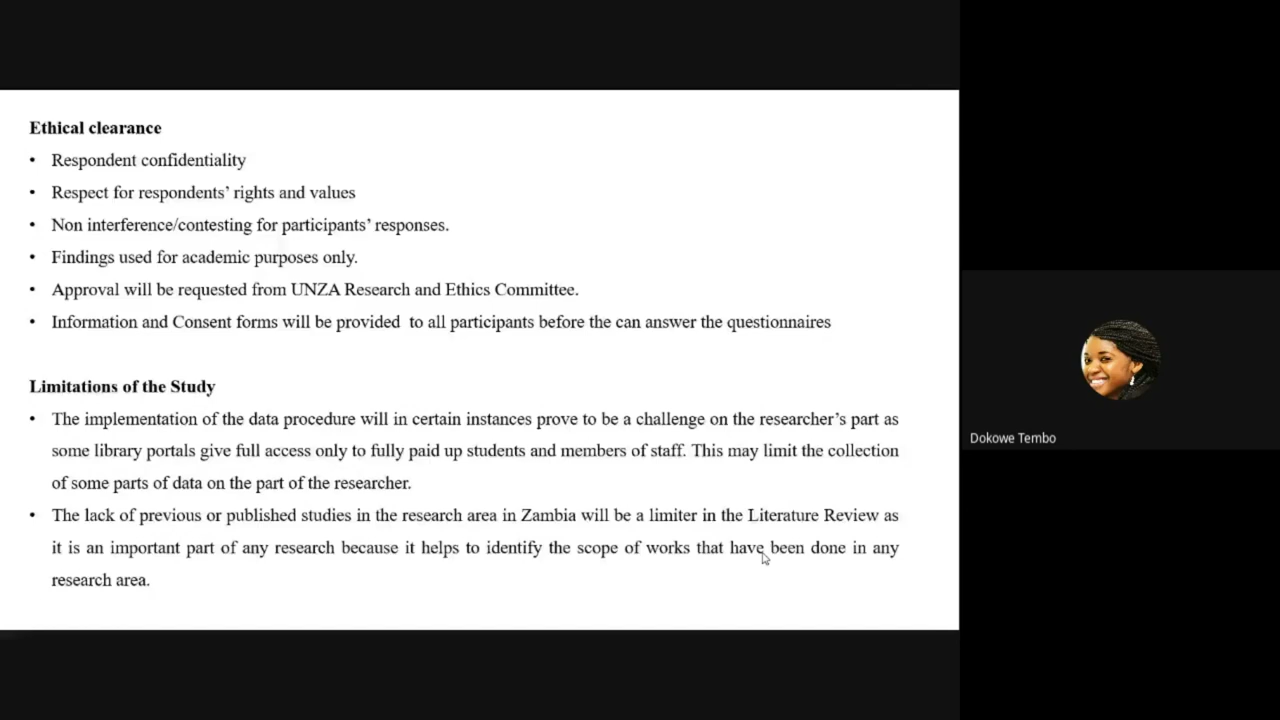 Ethical clearance
• Respondent confidentiality
• Respect for respondents’ rights and values
• Non interference/contesting for participants’ responses.
• Findings used for academic purposes only.
• Approval will be requested from UNZA Research and Ethics Committee.
• Information and Consent forms will be provided  to all participants before the can answer the questionnaires
Limitations of the Study
• The implementation of the data procedure will in certain instances prove to be a challenge on the researcher’s part as
some library portals give full access only to fully paid up students and members of staff. This may limit the collection
of some parts of data on the part of the researcher.
• The lack of previous or published studies in the research area in Zambia will be a limiter in the Literature Review as
it is an important part of any research because it helps to identify the scope of works that have been done in any
research area.
Dokowe Tembo